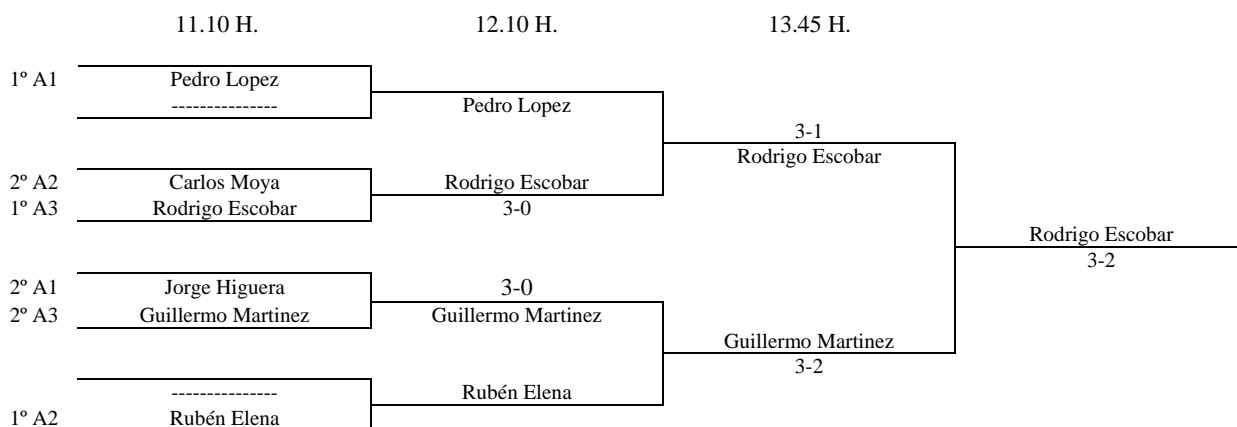 11.10 H. 12.10 H. 13.45 H.
1º A1 Pedro Lopez
--------------- Pedro Lopez
3-1
Rodrigo Escobar
2º A2 Carlos Moya Rodrigo Escobar
1º A3 Rodrigo Escobar 3-0
Rodrigo Escobar
3-2
2º A1 Jorge Higuera 3-0
2º A3 Guillermo Martinez Guillermo Martinez
Guillermo Martinez
3-2
--------------- Rubén Elena
1º A2 Rubén Elena